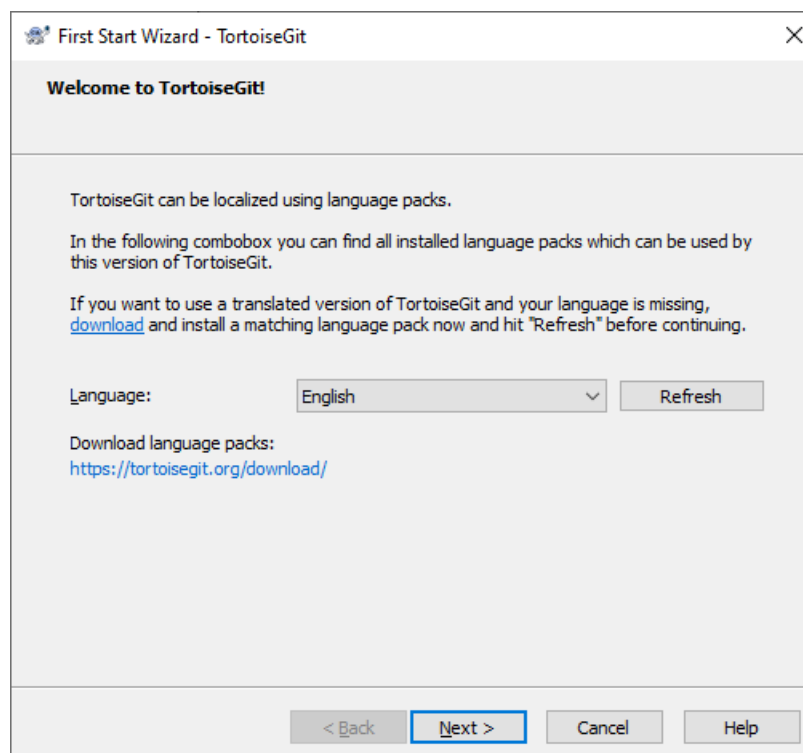 First Start Wizard - TortoiseGit
Welcome to TortoiseGit!
TortoiseGit can be localized using language packs.
In the following combobox you can find all installed language packs which can be used by
this version of TortoiseGit.
If you want to use a translated version of TortoiseGit and your language is missing,
download and install a matching language pack now and hit "Refresh" before continuing.
Language: English Refresh
Download language packs:
https://tortoisegit.org/download/
< Back Next > Cancel Help